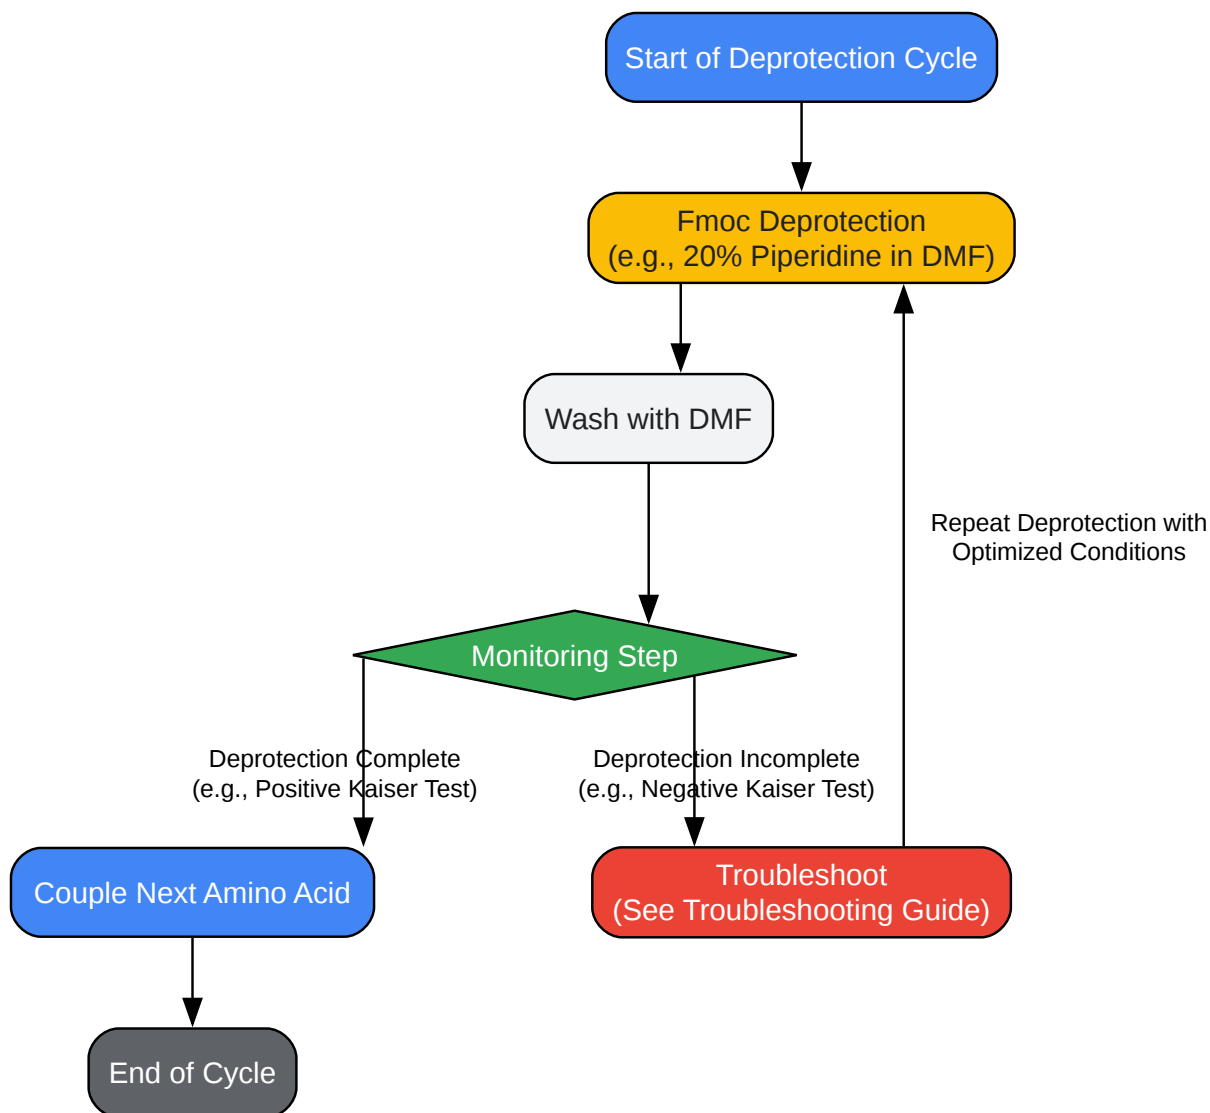 Start of Deprotection Cycle
Fmoc Deprotection
(e.g., 20% Piperidine in DMF)
Wash with DMF
Repeat Deprotection with
Optimized Conditions
Monitoring Step
Deprotection Complete
(e.g., Positive Kaiser Test)
Deprotection Incomplete
(e.g., Negative Kaiser Test)
Couple Next Amino Acid
Troubleshoot
(See Troubleshooting Guide)
End of Cycle